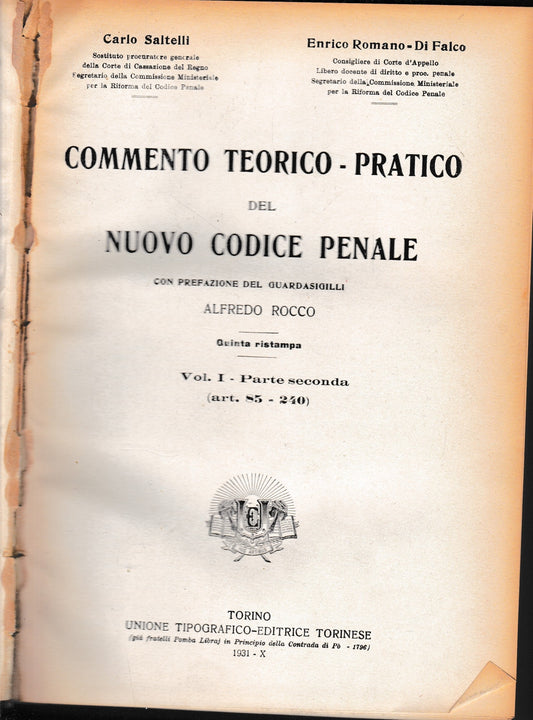 Carlo Saltelli
Sostituto procuratore generale
della Corte di Cassazione del Regno
Segretario della Commissione Ministeriale
per la Riforma del Codice Penale
Enrico Romano - Di Falco
Consigliere di Corte d'Appello
Libero docente di diritto e proc. penale
Segretario della Commissione Ministeriale
per la Riforma del Codice Penale
COMMENTO TEORICO - PRATICO
DEL
NUOVO CODICE PENALE
CON PREFAZIONE DEL GUARDASIGILLI
ALFREDO ROCCO
Quinta ristampa
Vol. I - Parte seconda
(art. 85 - 240)
TORINO
UNIONE TIPOGRAFICO-EDITRICE TORINESE
(già fratelli Pomba Libraj in Principio della Contrada di Pò - 1796)
1931 - X